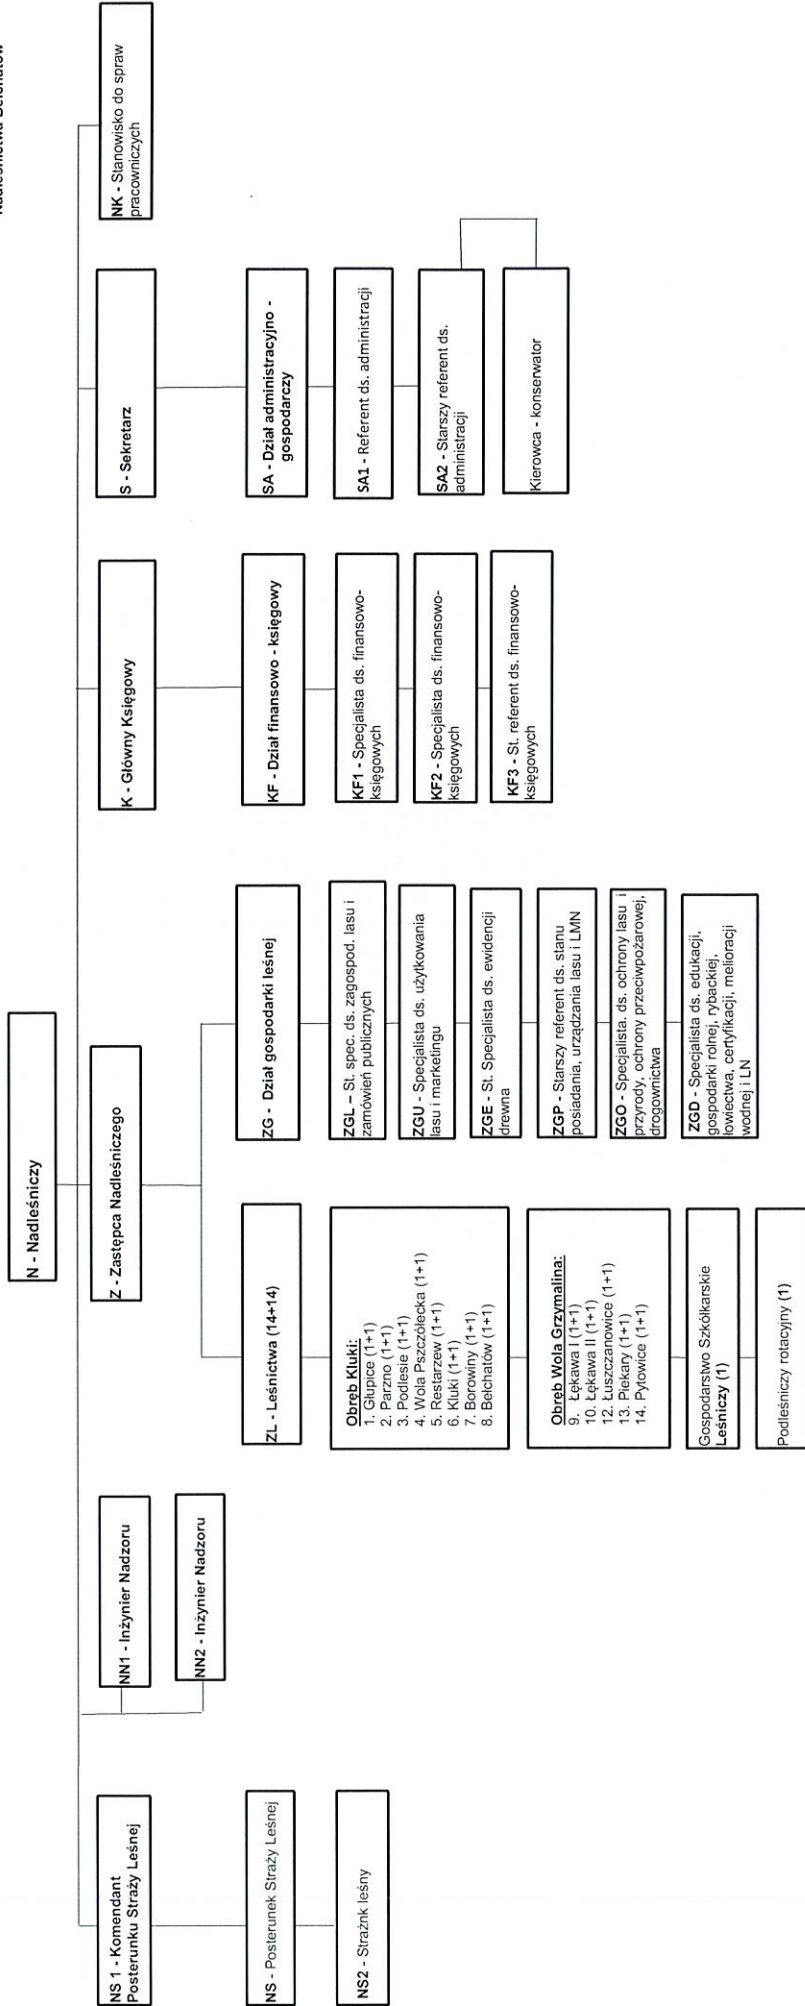 N - Nadleśniczy
NS 1 - Komendant
Posterunku Straży Leśnej
NS - Posterunek Straży Leśnej
NS2 - Strażnk leśny
NN1 - Inżynier Nadzoru
NN2 - Inżynier Nadzoru
Z - Zastępca Nadleśniczego
ZL - Leśnictwa (14+14)
Obręb Kluki:
1. Głupice (1+1)
2. Parzno (1+1)
3. Podlesie (1+1)
4. Wola Pszczółecka (1+1)
5. Restarzew (1+1)
6. Kluki (1+1)
7. Borowiny (1+1)
8. Bełchatów (1+1)
Obręb Wola Grzymalina:
9. Łękawa I (1+1)
10. Łękawa II (1+1)
12. Łuszczanowice (1+1)
13. Piekary (1+1)
14. Pytowice (1+1)
Gospodarstwo Szkółkarskie
Leśniczy (1)
Podleśniczy rotacyjny (1)
ZG - Dział gospodarki leśnej
ZGL – St. spec. ds. zagospod. lasu i
zamówień publicznych
ZGU - Specjalista ds. użytkowania
lasu i marketingu
ZGE - St. Specjalista ds. ewidencji
drewna
ZGP - Starszy referent ds. stanu
posiadania, urządzania lasu i LMN
ZGO - Specjalista. ds. ochrony lasu i
przyrody, ochrony przeciwpożarowej,
drogownictwa
ZGD - Specjalista ds. edukacji,
gospodarki rolnej, rybackiej,
łowiectwa, certyfikacji, melioracji
wodnej i LN
K - Główny Księgowy
KF - Dział finansowo - księgowy
KF1 - Specjalista ds. finansowo-
księgowych
KF2 - Specjalista ds. finansowo-
księgowych
KF3 - St. referent ds. finansowo-
księgowych
S - Sekretarz
SA - Dział administracyjno -
gospodarczy
SA1 - Referent ds. administracji
SA2 - Starszy referent ds.
administracji
Kierowca - konserwator
NK - Stanowisko do spraw
pracowniczych